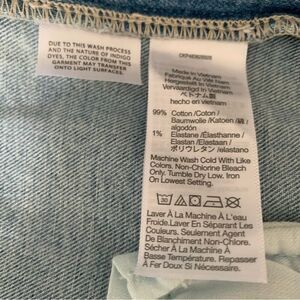 DUE TO THIS WASH PROCESS
AND THE NATURE OF INDIGO
DYES, THE COLOR FROM THIS
GARMENT MAY TRANSFER
ONTO LIGHT SURFACES.
Made in Vietnam
Fabriqué Au Viêt Nam
Hergestellt In Vietnam
Vervaardigd In Vietnam
ベトナム製
hecho en vietnam
99% Cotton /Coton /
Baumwolle /Katoen /綿 /
algodón
1% Elastane /Élasthanne /
Elastan /Elastaan /
ポリウレタン /elastano
30
Machine Wash Cold With Like
Colors. Non-Chlorine Bleach
Only. Tumble Dry Low. Iron
On Lowest Setting.
Laver À La Machine À L'eau
Froide. Laver En Séparant Les
Couleurs. Seulement Agent
De Blanchiment Non-Chloré.
Sécher À La Machine À
Basse Température. Repasser
À Fer Doux Si Nécessaire.